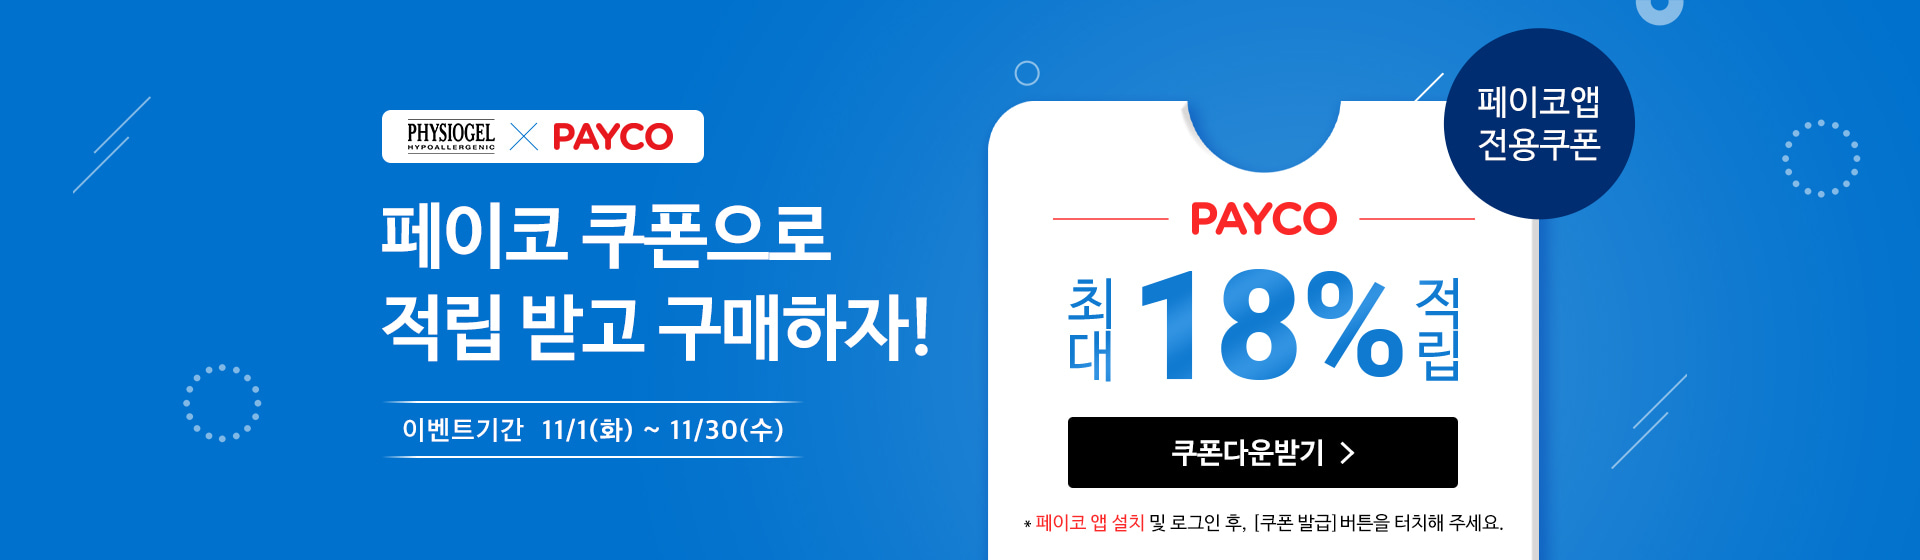 PHYSIOGEL
HYPOALLERGENIC
PAYCO
페이코 쿠폰으로
적립 받고 구매하자!
이벤트기간 11/1(화) ~ 11/30(수)
페이코앱
전용쿠폰
PAYCO
최대 18% 적립
쿠폰다운받기 >
* 페이코 앱 설치 및 로그인 후, [쿠폰 발급] 버튼을 터치해 주세요.